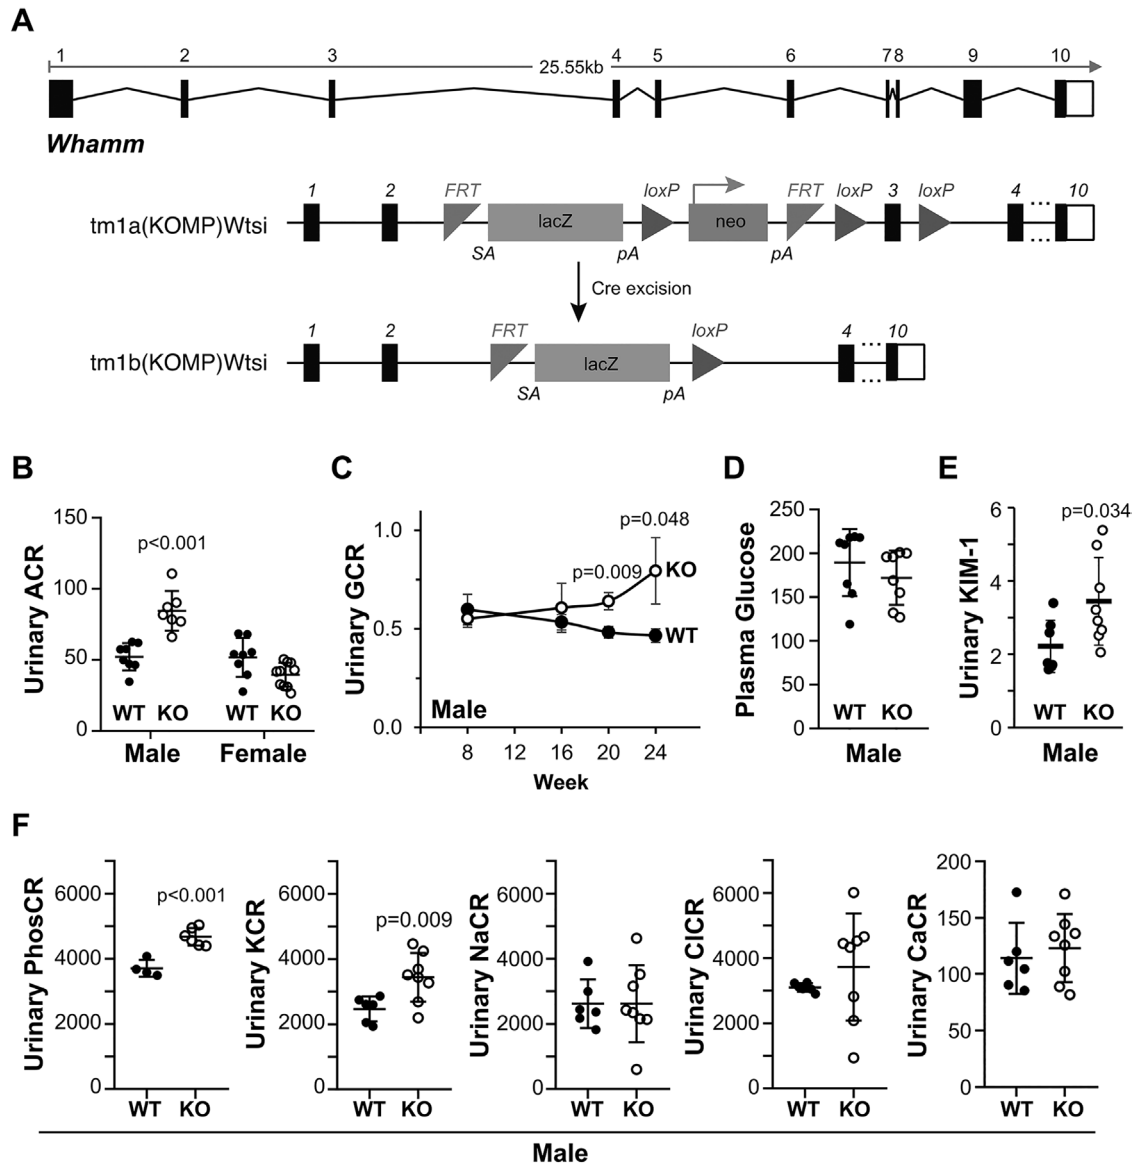 A
1 2 3 4 5 6 7 8 9 10
25.55kb
Whamm
1 2 FRT loxP FRT loxP 3 loxP 4 10
tm1a(KOMP)Wtsi lacZ neo ...
SA pA pA ...
Cre excision
1 2 FRT loxP 4 10
tm1b(KOMP)Wtsi lacZ ...
SA pA ...
B
Urinary ACR
150
100
50
0
p<0.001
WT KO WT KO
Male Female
C
Urinary GCR
1.0
0.5
0.0
p=0.048
p=0.009
KO
WT
Male
8 12 16 20 24
Week
D
Plasma Glucose
250
200
150
100
50
0
WT KO
Male
E
Urinary KIM-1
6
4
2
0
p=0.034
WT KO
Male
F
Urinary PhosCR
6000
4000
2000
0
p<0.001
WT KO
Urinary KCR
6000
4000
2000
0
p=0.009
WT KO
Urinary NaCR
6000
4000
2000
0
WT KO
Urinary ClCR
6000
4000
2000
0
WT KO
Urinary CaCR
200
150
100
50
0
WT KO
Male